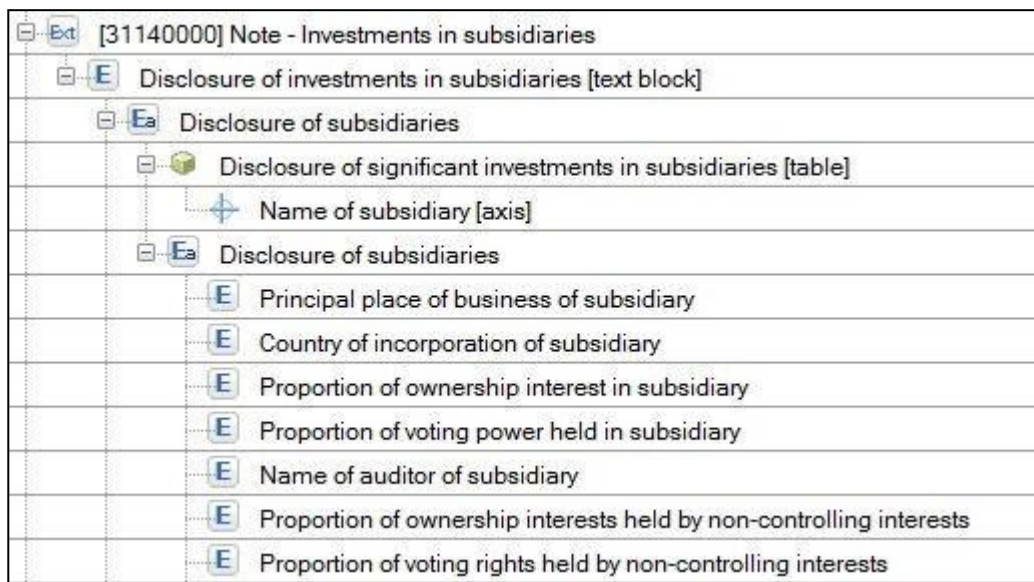 Ext [31140000] Note - Investments in subsidiaries
E Disclosure of investments in subsidiaries [text block]
Ea Disclosure of subsidiaries
Disclosure of significant investments in subsidiaries [table]
Name of subsidiary [axis]
Ea Disclosure of subsidiaries
E Principal place of business of subsidiary
E Country of incorporation of subsidiary
E Proportion of ownership interest in subsidiary
E Proportion of voting power held in subsidiary
E Name of auditor of subsidiary
E Proportion of ownership interests held by non-controlling interests
E Proportion of voting rights held by non-controlling interests